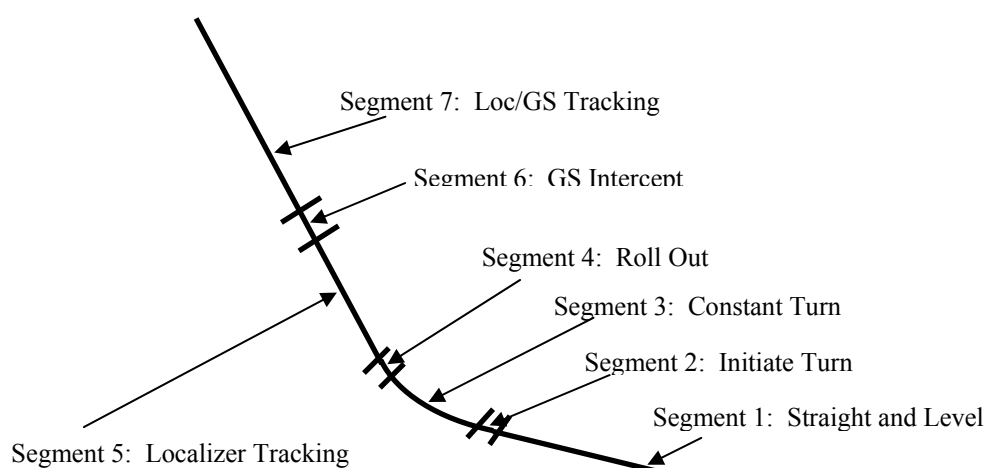 Segment 7:  Loc/GS Tracking
Segment 6:  GS Intercept
Segment 4:  Roll Out
Segment 3:  Constant Turn
Segment 2:  Initiate Turn
Segment 1:  Straight and Level
Segment 5:  Localizer Tracking